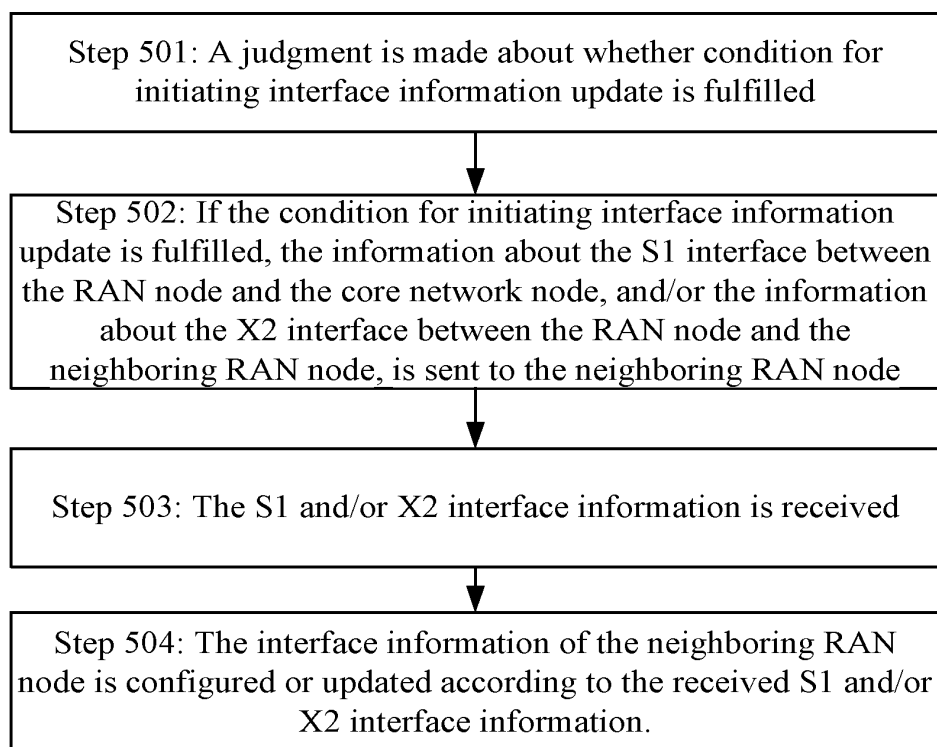 Step 501: A judgment is made about whether condition for
initiating interface information update is fulfilled
Step 502: If the condition for initiating interface information
update is fulfilled, the information about the S1 interface between
the RAN node and the core network node, and/or the information
about the X2 interface between the RAN node and the
neighboring RAN node, is sent to the neighboring RAN node
Step 503: The S1 and/or X2 interface information is received
Step 504: The interface information of the neighboring RAN
node is configured or updated according to the received S1 and/or
X2 interface information.